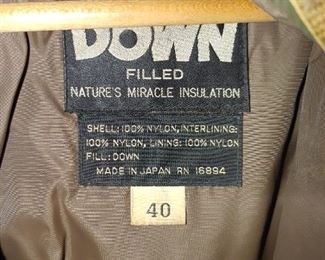 DOWN
FILLED
NATURE'S MIRACLE INSULATION
SHELL: 100% NYLON, INTERLINING:
100% NYLON, LINING: 100% NYLON
FILL: DOWN
MADE IN JAPAN RN 16894
40